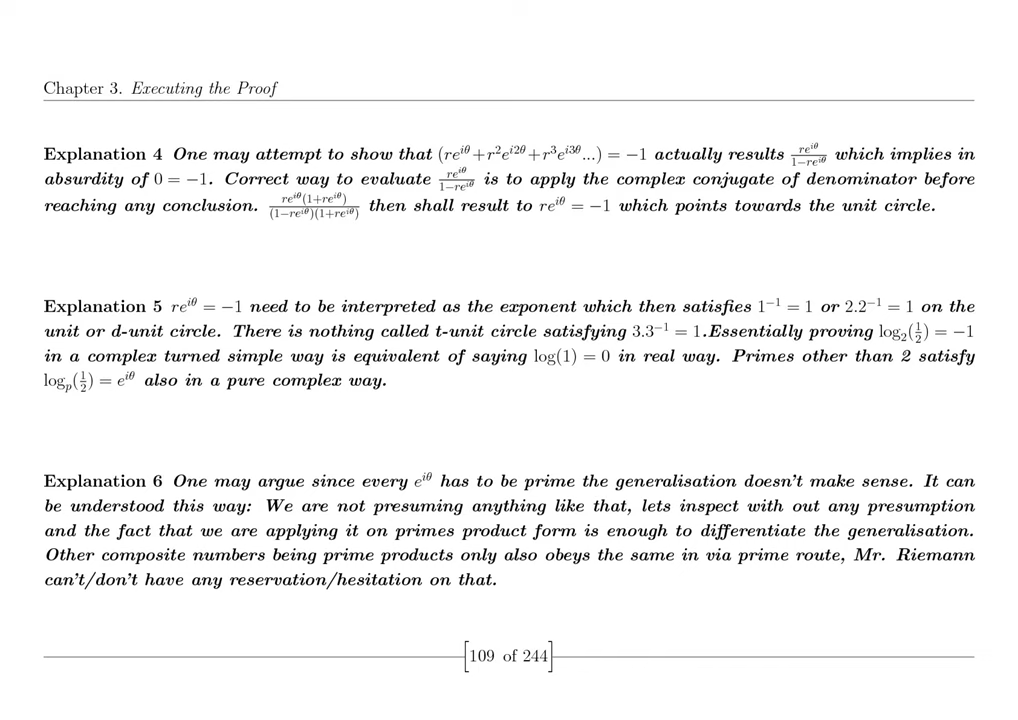 Chapter 3. Executing the Proof
Explanation 4 One may attempt to show that (re^{iθ}+r^2e^{i2θ}+r^3e^{i3θ}...) = −1 actually results \frac{re^{iθ}}{1−re^{iθ}} which implies in
absurdity of 0 = −1. Correct way to evaluate \frac{re^{iθ}}{1−re^{iθ}} is to apply the complex conjugate of denominator before
reaching any conclusion. \frac{re^{iθ}(1+re^{iθ})}{(1−re^{iθ})(1+re^{iθ})} then shall result to re^{iθ} = −1 which points towards the unit circle.
Explanation 5 re^{iθ} = −1 need to be interpreted as the exponent which then satisfies 1^{−1} = 1 or 2.2^{−1} = 1 on the
unit or d-unit circle. There is nothing called t-unit circle satisfying 3.3^{−1} = 1.Essentially proving log_2(\frac{1}{2}) = −1
in a complex turned simple way is equivalent of saying log(1) = 0 in real way. Primes other than 2 satisfy
log_p(\frac{1}{2}) = e^{iθ} also in a pure complex way.
Explanation 6 One may argue since every e^{iθ} has to be prime the generalisation doesn't make sense. It can
be understood this way: We are not presuming anything like that, lets inspect with out any presumption
and the fact that we are applying it on primes product form is enough to differentiate the generalisation.
Other composite numbers being prime products only also obeys the same in via prime route, Mr. Riemann
can't/don't have any reservation/hesitation on that.
[109 of 244]